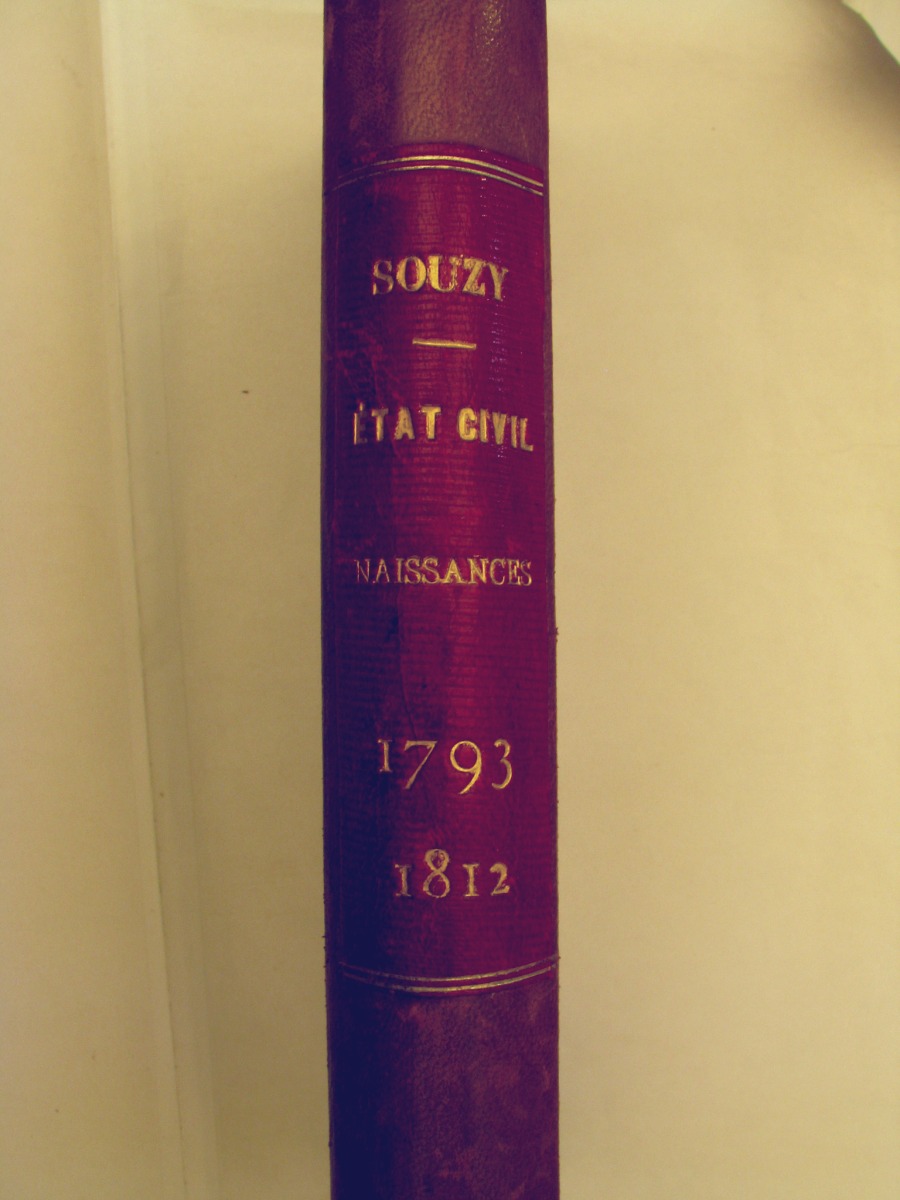 SOUZY
ÉTAT CIVIL
NAISSANCES
1793
1812